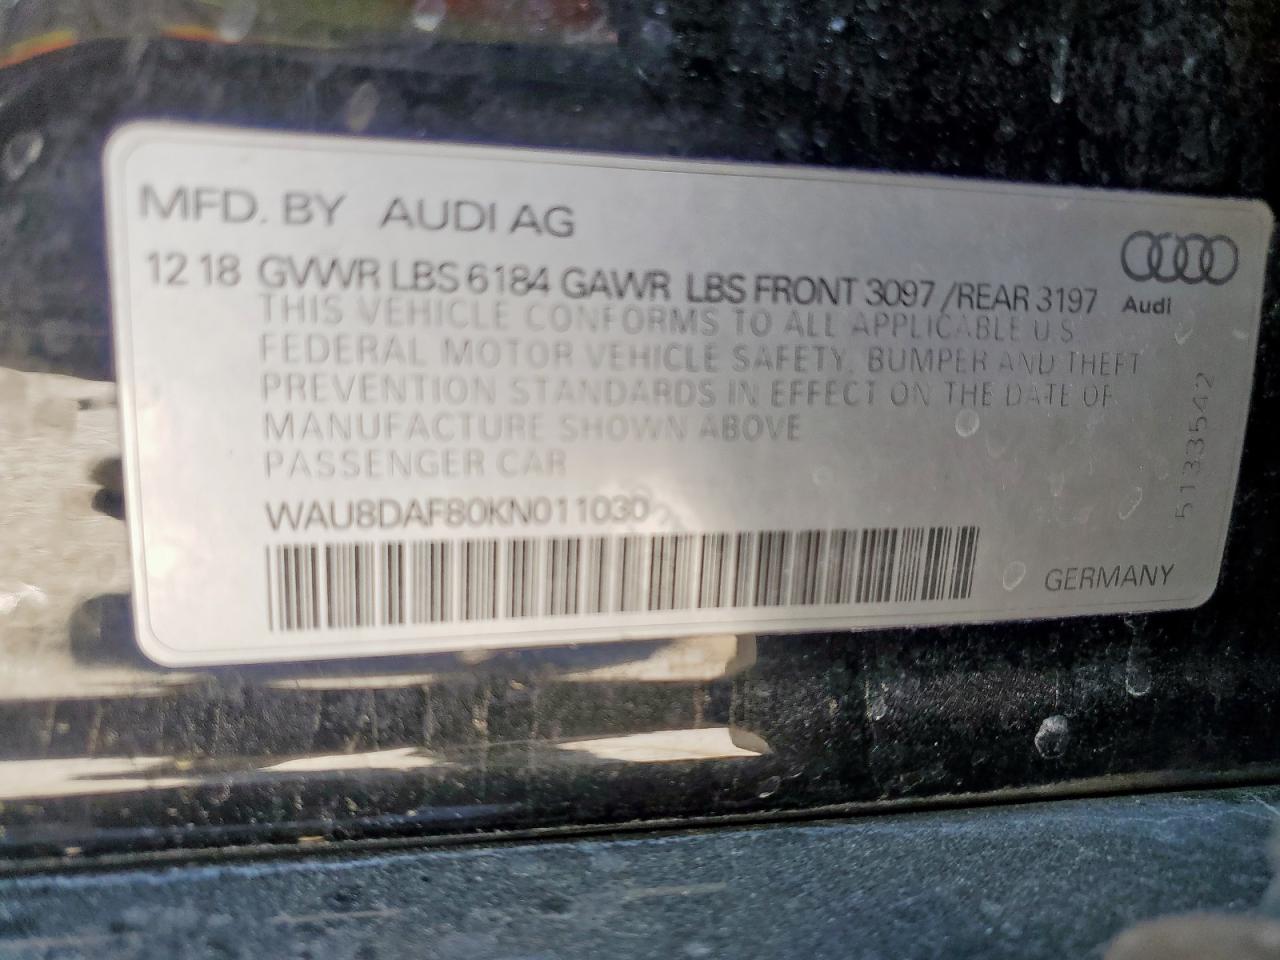 MFD. BY AUDI AG
12 18 GVWR LBS 6184 GAWR LBS FRONT 3097 /REAR 3197
Audi
THIS VEHICLE CONFORMS TO ALL APPLICABLE U.S.
FEDERAL MOTOR VEHICLE SAFETY, BUMPER AND THEFT
PREVENTION STANDARDS IN EFFECT ON THE DATE OF
MANUFACTURE SHOWN ABOVE
PASSENGER CAR
WAU8DAF80KN011030
GERMANY
5133542